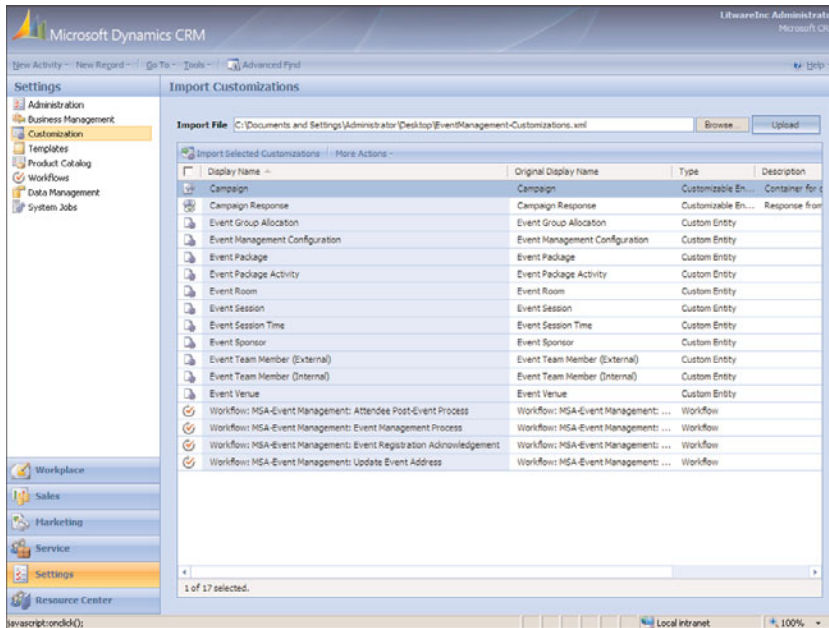 LitwareInc Administrat
Microsoft Dynamics CRM
Microsoft CR
New Activity New Record Go To Tools Advanced Find Help
Settings
Administration
Business Management
Customization
Templates
Product Catalog
Workflows
Data Management
System Jobs
Workplace
Sales
Marketing
Service
Settings
Resource Center
Import Customizations
Import File C:\Documents and Settings\Administrator\Desktop\EventManagement-Customizations.xml Browse... Upload
Import Selected Customizations More Actions
Display Name Original Display Name Type Description
Campaign Campaign Customizable En... Container for c
Campaign Response Campaign Response Customizable En... Response from
Event Group Allocation Event Group Allocation Custom Entity
Event Management Configuration Event Management Configuration Custom Entity
Event Package Event Package Custom Entity
Event Package Activity Event Package Activity Custom Entity
Event Room Event Room Custom Entity
Event Session Event Session Custom Entity
Event Session Time Event Session Time Custom Entity
Event Sponsor Event Sponsor Custom Entity
Event Team Member (External) Event Team Member (External) Custom Entity
Event Team Member (Internal) Event Team Member (Internal) Custom Entity
Event Venue Event Venue Custom Entity
Workflow: MSA-Event Management: Attendee Post-Event Process Workflow: MSA-Event Management: ... Workflow
Workflow: MSA-Event Management: Event Management Process Workflow: MSA-Event Management: ... Workflow
Workflow: MSA-Event Management: Event Registration Acknowledgement Workflow: MSA-Event Management: ... Workflow
Workflow: MSA-Event Management: Update Event Address Workflow: MSA-Event Management: ... Workflow
1 of 17 selected.
javascript:onclick(); Local intranet 100%